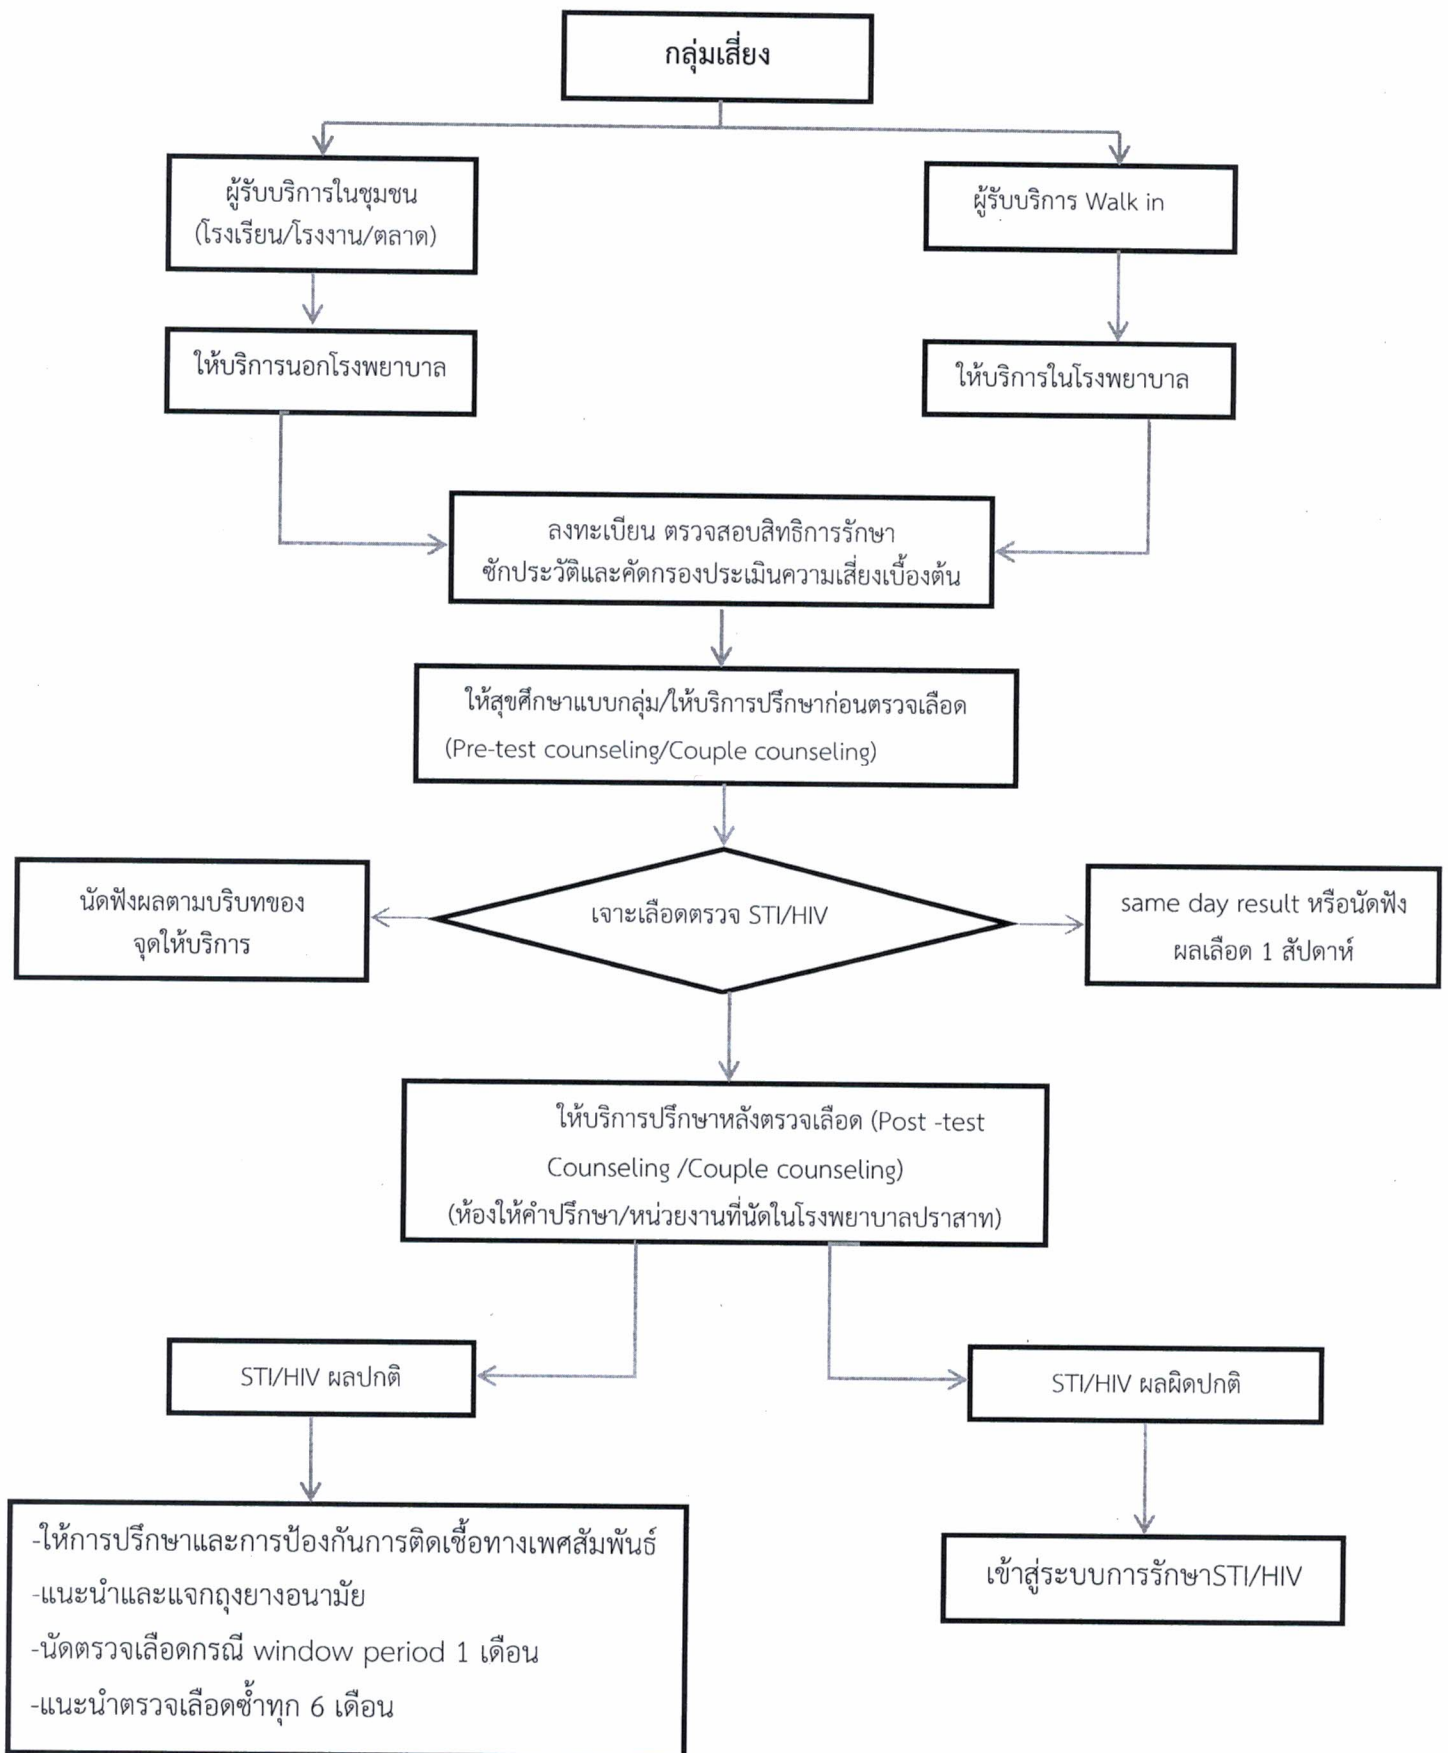 กลุ่มเสี่ยง
ผู้รับบริการในชุมชน
(โรงเรียน/โรงงาน/ตลาด)
ผู้รับบริการ Walk in
ให้บริการนอกโรงพยาบาล
ให้บริการในโรงพยาบาล
ลงทะเบียน ตรวจสอบสิทธิการรักษา
ซักประวัติและคัดกรองประเมินความเสี่ยงเบื้องต้น
ให้สุขศึกษาแบบกลุ่ม/ให้บริการปรึกษาก่อนตรวจเลือด
(Pre-test counseling/Couple counseling)
นัดฟังผลตามบริบทของ
จุดให้บริการ
เจาะเลือดตรวจ STI/HIV
same day result หรือนัดฟัง
ผลเลือด 1 สัปดาห์
ให้บริการปรึกษาหลังตรวจเลือด (Post -test
Counseling /Couple counseling)
(ห้องให้คำปรึกษา/หน่วยงานที่นัดในโรงพยาบาลปราสาท)
STI/HIV ผลปกติ
STI/HIV ผลผิดปกติ
-ให้การปรึกษาและการป้องกันการติดเชื้อทางเพศสัมพันธ์
-แนะนำและแจกถุงยางอนามัย
-นัดตรวจเลือดกรณี window period 1 เดือน
-แนะนำตรวจเลือดซ้ำทุก 6 เดือน
เข้าสู่ระบบการรักษาSTI/HIV